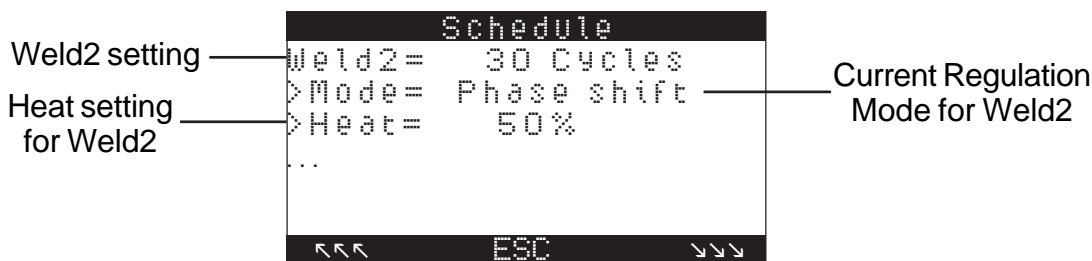 Schedule
Weld2 setting
Weld2= 30 Cycles
>Mode= Phase shift
Current Regulation
Mode for Weld2
Heat setting
for Weld2
>Heat= 50%
...
↖↖↖ ESC ↘↘↘